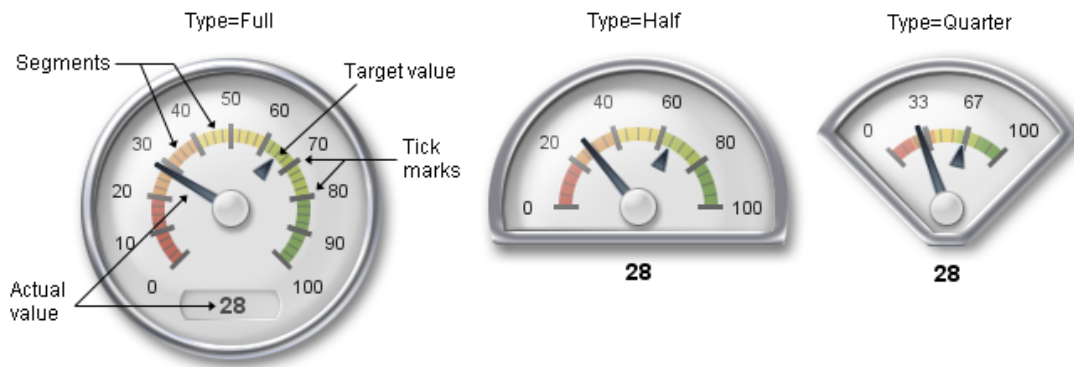 Type=Full
Type=Half
Type=Quarter
Segments
Target value
Tick
marks
Actual
value
0
10
20
30
40
50
60
70
80
90
100
28
0
20
40
60
80
100
28
0
33
67
100
28